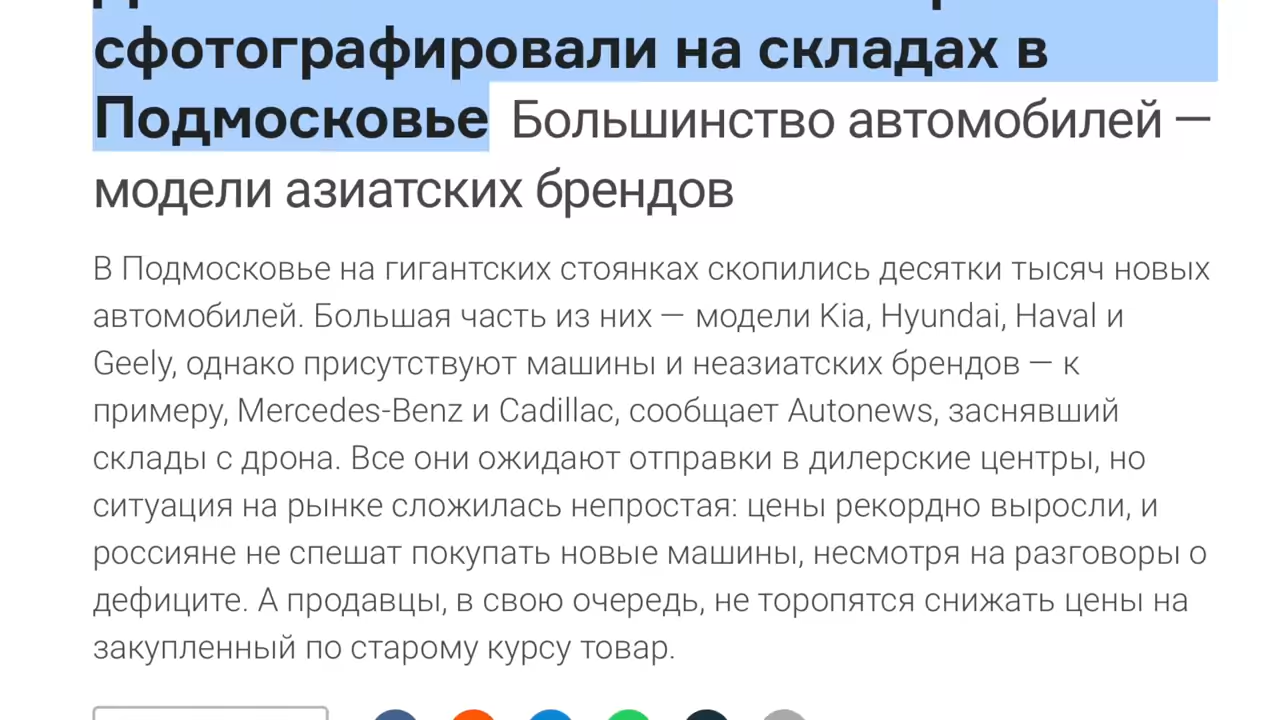 сфотографировали на складах в
Подмосковье Большинство автомобилей —
модели азиатских брендов
В Подмосковье на гигантских стоянках скопились десятки тысяч новых
автомобилей. Большая часть из них — модели Kia, Hyundai, Haval и
Geely, однако присутствуют машины и неазиатских брендов — к
примеру, Mercedes-Benz и Cadillac, сообщает Autonews, заснявший
склады с дрона. Все они ожидают отправки в дилерские центры, но
ситуация на рынке сложилась непростая: цены рекордно выросли, и
россияне не спешат покупать новые машины, несмотря на разговоры о
дефиците. А продавцы, в свою очередь, не торопятся снижать цены на
закупленный по старому курсу товар.